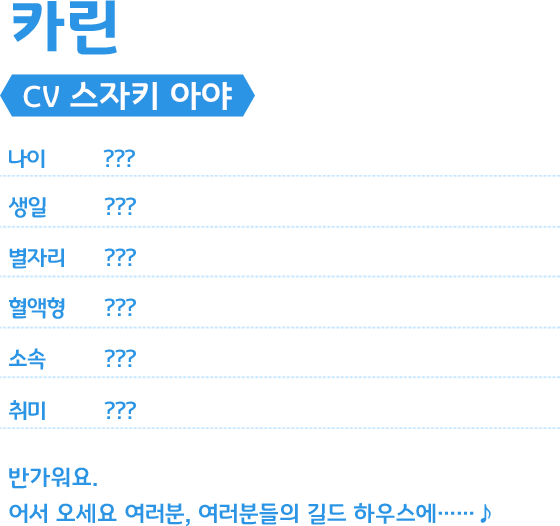 카린
CV 스자키 아야
나이 ???
생일 ???
별자리 ???
혈액형 ???
소속 ???
취미 ???
반가워요.
어서 오세요 여러분, 여러분들의 길드 하우스에……♪